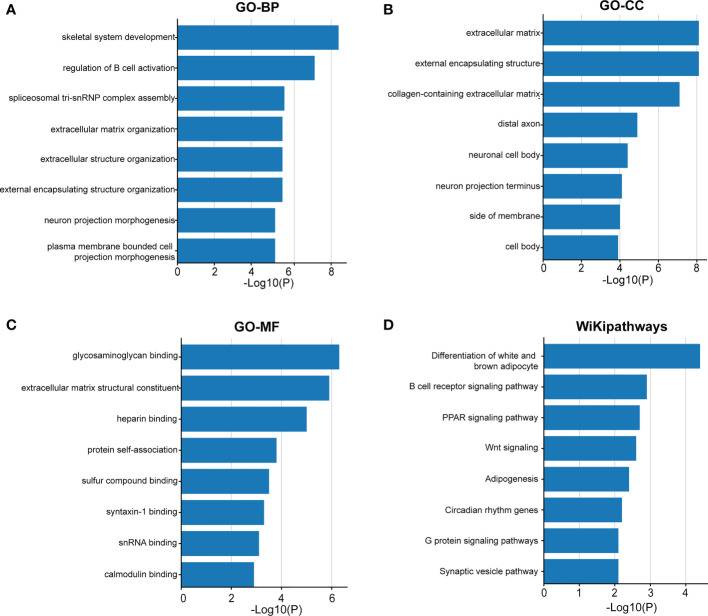 A
GO-BP
skeletal system development
regulation of B cell activation
spliceosomal tri-snRNP complex assembly
extracellular matrix organization
extracellular structure organization
external encapsulating structure organization
neuron projection morphogenesis
plasma membrane bounded cell
projection morphogenesis
0 2 4 6 8
-Log10(P)
B
GO-CC
extracellular matrix
external encapsulating structure
collagen-containing extracellular matrix
distal axon
neuronal cell body
neuron projection terminus
side of membrane
cell body
0 2 4 6 8
-Log10(P)
C
GO-MF
glycosaminoglycan binding
extracellular matrix structural constituent
heparin binding
protein self-association
sulfur compound binding
syntaxin-1 binding
snRNA binding
calmodulin binding
0 2 4 6
-Log10(P)
D
WiKipathways
Differentiation of white and
brown adipocyte
B cell receptor signaling pathway
PPAR signaling pathway
Wnt signaling
Adipogenesis
Circadian rhythm genes
G protein signaling pathways
Synaptic vesicle pathway
0 1 2 3 4
-Log10(P)